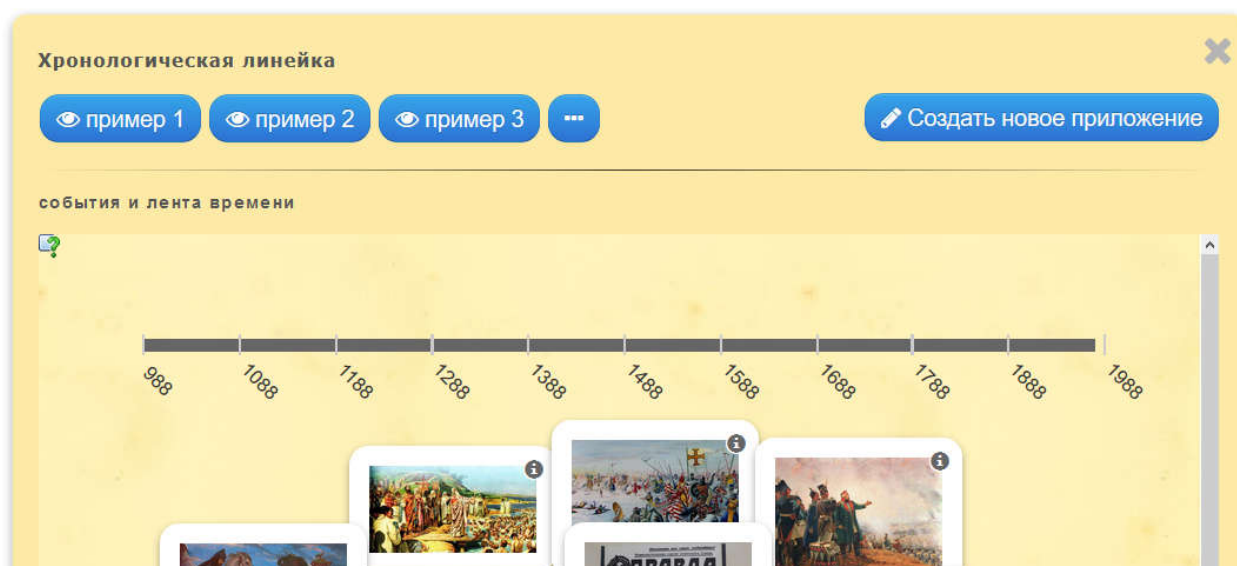 Хронологическая линейка
пример 1 пример 2 пример 3 ... Создать новое приложение
события и лента времени
988 1088 1188 1288 1388 1488 1588 1688 1788 1888 1988
ПРАВДА